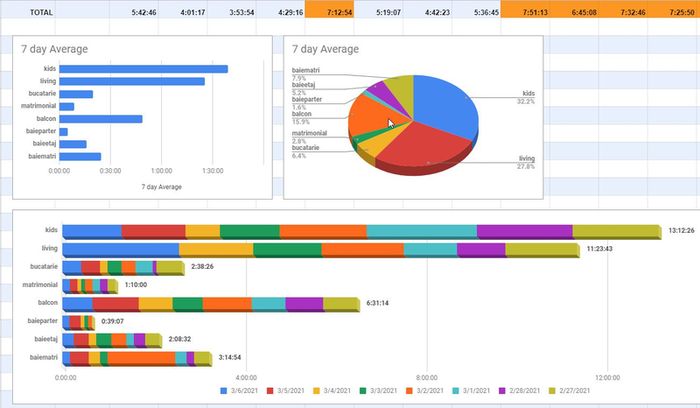 TOTAL 5:42:46 4:01:17 3:53:54 4:29:16 7:12:54 5:19:07 4:42:23 5:36:45 7:51:13 6:45:08 7:32:46 7:25:50
7 day Average
kids
living
bucatarie
matrimonial
balcon
baieparter
baieetaj
baiematri
0:00:00 0:30:00 1:00:00 1:30:00
7 day Average
7 day Average
baiematri
7.9%
baieetaj
5.2%
baieparter
1.6%
balcon
15.9%
matrimonial
2.8%
bucatarie
6.4%
kids
32.2%
living
27.8%
kids 13:12:26
living 11:23:43
bucatarie 2:38:26
matrimonial 1:10:00
balcon 6:31:14
baieparter 0:39:07
baieetaj 2:08:32
baiematri 3:14:54
0:00:00 4:00:00 8:00:00 12:00:00
3/6/2021 3/5/2021 3/4/2021 3/3/2021 3/2/2021 3/1/2021 2/28/2021 2/27/2021